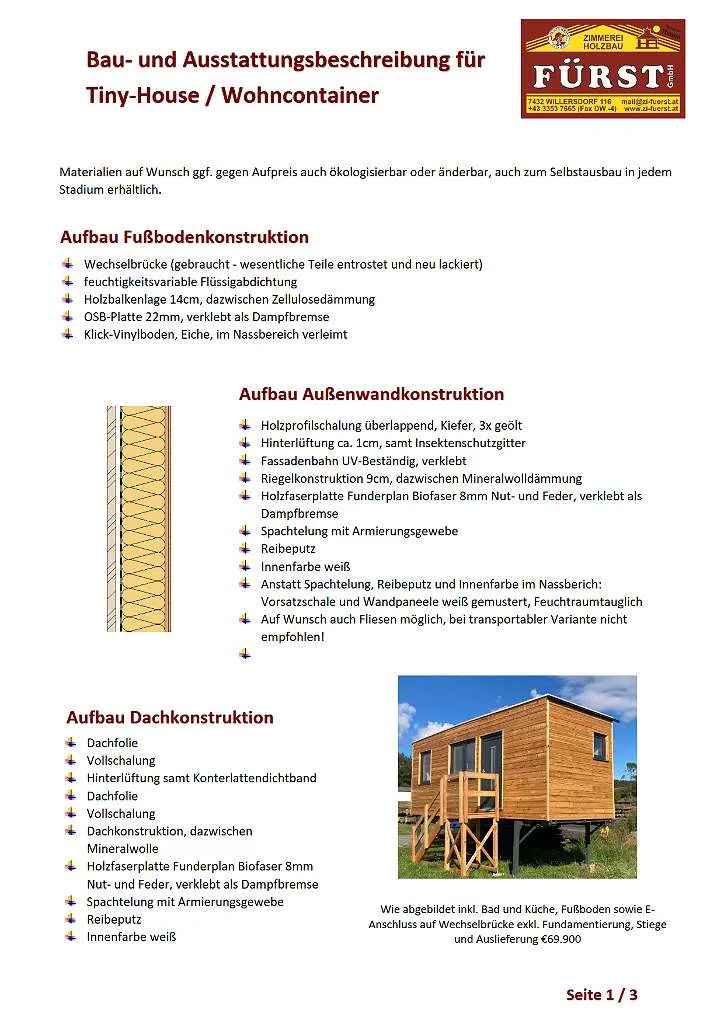 Bau- und Ausstattungsbeschreibung für
Tiny-House / Wohncontainer
ZIMMEREI
HOLZBAU
FÜRST GmbH
7432 WILLERSDORF 116 mail@zi-fuerst.at
+43 3353 7665 (Fax DW -4) www.zi-fuerst.at
Materialien auf Wunsch ggf. gegen Aufpreis auch ökologisierbar oder änderbar, auch zum Selbstausbau in jedem
Stadium erhältlich.
Aufbau Fußbodenkonstruktion
Wechselbrücke (gebraucht - wesentliche Teile entrostet und neu lackiert)
feuchtigkeitsvariable Flüssigabdichtung
Holzbalkenlage 14cm, dazwischen Zellulosedämmung
OSB-Platte 22mm, verklebt als Dampfbremse
Klick-Vinylboden, Eiche, im Nassbereich verleimt
Aufbau Außenwandkonstruktion
Holzprofilschalung überlappend, Kiefer, 3x geölt
Hinterlüftung ca. 1cm, samt Insektenschutzgitter
Fassadenbahn UV-Beständig, verklebt
Riegelkonstruktion 9cm, dazwischen Mineralwolldämmung
Holzfaserplatte Funderplan Biofaser 8mm Nut- und Feder, verklebt als
Dampfbremse
Spachtelung mit Armierungsgewebe
Reibeputz
Innenfarbe weiß
Anstatt Spachtelung, Reibeputz und Innenfarbe im Nassberich:
Vorsatzschale und Wandpaneele weiß gemustert, Feuchtraumtauglich
Auf Wunsch auch Fliesen möglich, bei transportabler Variante nicht
empfohlen!
Aufbau Dachkonstruktion
Dachfolie
Vollschalung
Hinterlüftung samt Konterlattendichtband
Dachfolie
Vollschalung
Dachkonstruktion, dazwischen
Mineralwolle
Holzfaserplatte Funderplan Biofaser 8mm
Nut- und Feder, verklebt als Dampfbremse
Spachtelung mit Armierungsgewebe
Reibeputz
Innenfarbe weiß
Wie abgebildet inkl. Bad und Küche, Fußboden sowie E-
Anschluss auf Wechselbrücke exkl. Fundamentierung, Stiege
und Auslieferung €69.900
Seite 1 / 3